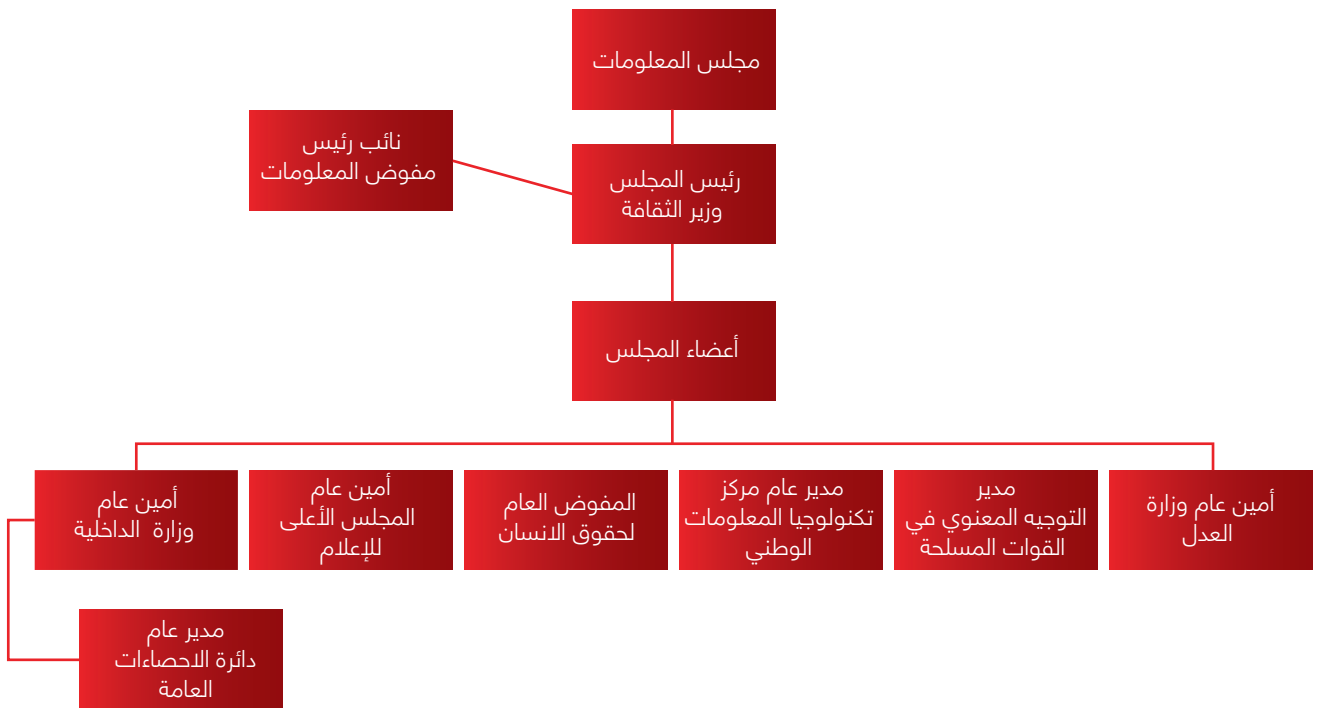 مجلس المعلومات
نائب رئيس
مفوض المعلومات
رئيس المجلس
وزير الثقافة
أعضاء المجلس
أمين عام وزارة
العدل
مدير
التوجيه المعنوي في
القوات المسلحة
مدير عام مركز
تكنولوجيا المعلومات
الوطني
المفوض العام
لحقوق الانسان
أمين عام
المجلس الأعلى
للإعلام
أمين عام
وزارة الداخلية
مدير عام
دائرة الاحصاءات
العامة